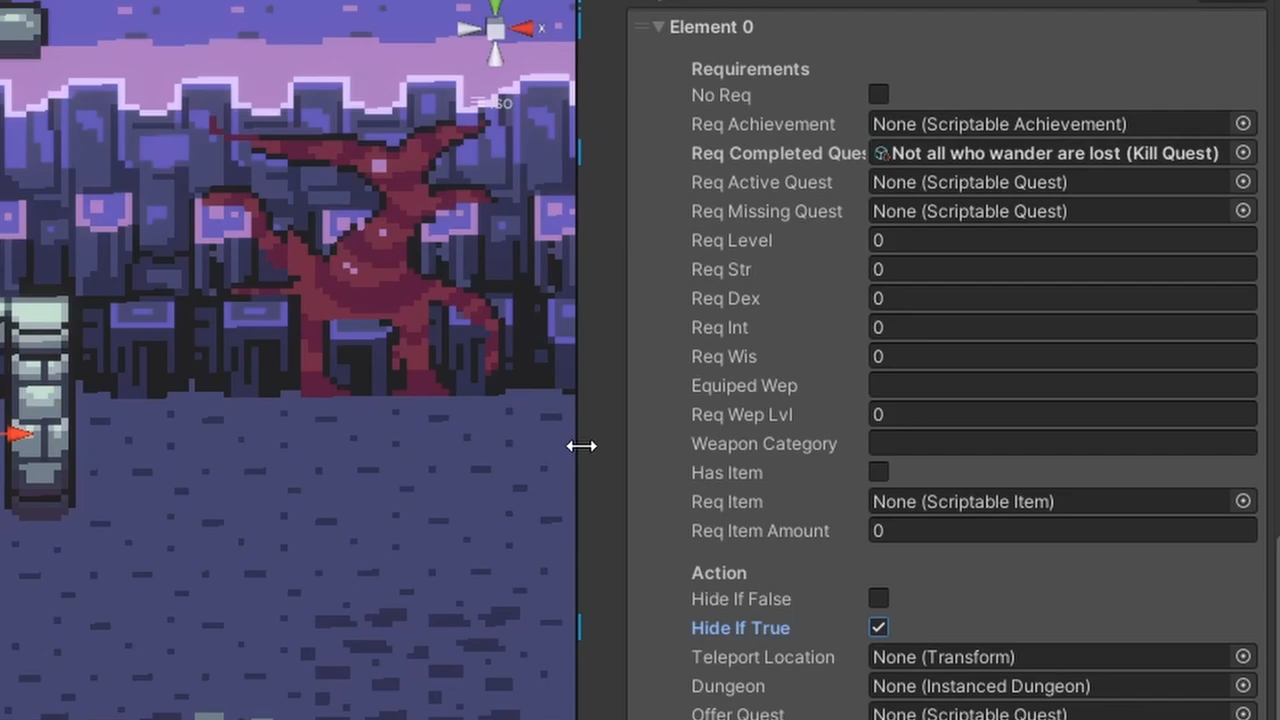 x
Iso
Element 0
Requirements
No Req
Req Achievement None (Scriptable Achievement)
Req Completed Ques Not all who wander are lost (Kill Quest)
Req Active Quest None (Scriptable Quest)
Req Missing Quest None (Scriptable Quest)
Req Level 0
Req Str 0
Req Dex 0
Req Int 0
Req Wis 0
Equiped Wep
Req Wep Lvl 0
Weapon Category
Has Item
Req Item None (Scriptable Item)
Req Item Amount 0
Action
Hide If False
Hide If True
Teleport Location None (Transform)
Dungeon None (Instanced Dungeon)
Offer Quest None (Scriptable Quest)